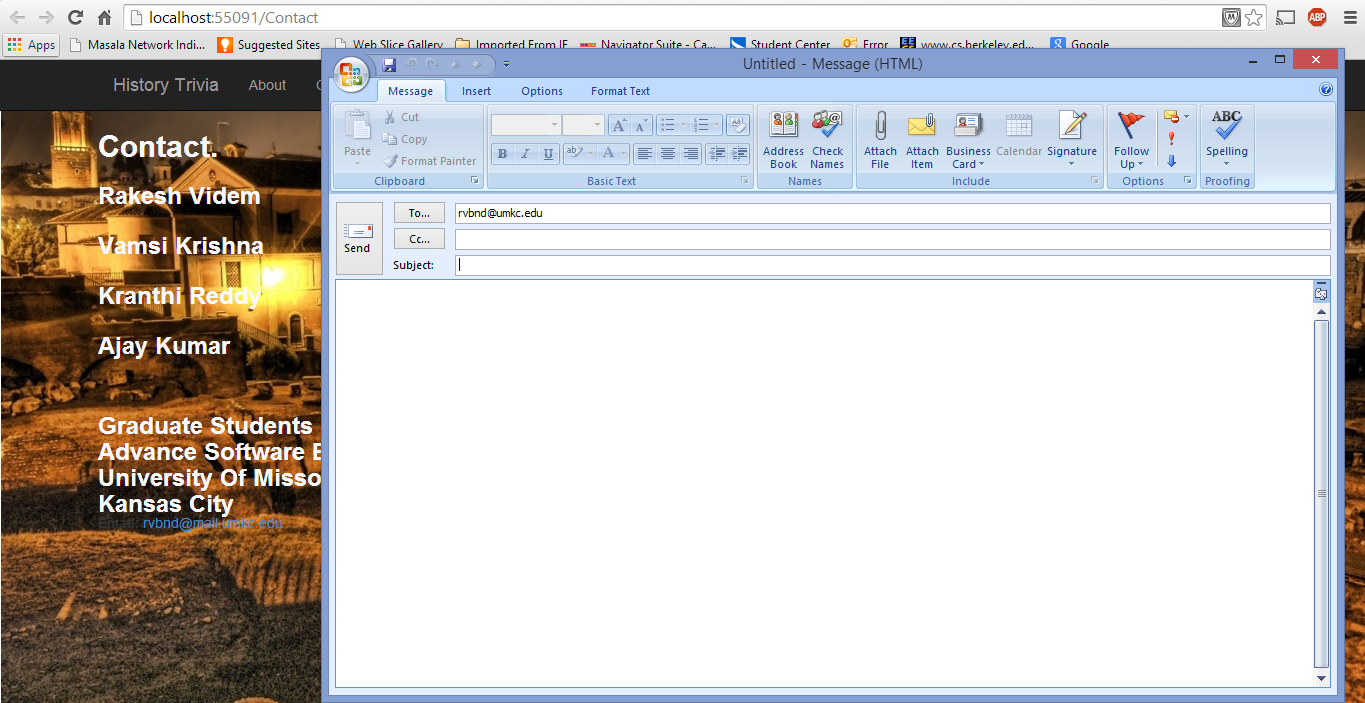 localhost:55091/Contact
ABP
Apps Masala Network Indi... Suggested Sites Web Slice Gallery Imported From IE Navigator Suite - Ca... Student Center Error www.cs.berkeley.ed... Google
History Trivia About
Contact.
Rakesh Videm
Vamsi Krishna
Kranthi Reddy
Ajay Kumar
Graduate Students
Advance Software E
University Of Misso
Kansas City
Email: rvbnd@mail.umkc.edu
Untitled - Message (HTML)
Message Insert Options Format Text
Paste
Cut
Copy
Format Painter
Clipboard
B I U
A
Basic Text
Address Book
Check Names
Names
Attach File
Attach Item
Business Card
Calendar
Signature
Include
Follow Up
Options
ABC
Spelling
Proofing
Send
To... rvbnd@umkc.edu
Cc...
Subject: